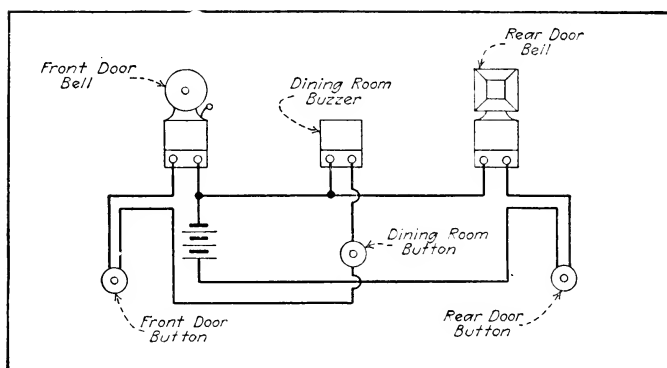 Front Door
Bell
Dining Room
Buzzer
Rear Door
Bell
Dining Room
Button
Front Door
Button
Rear Door
Button